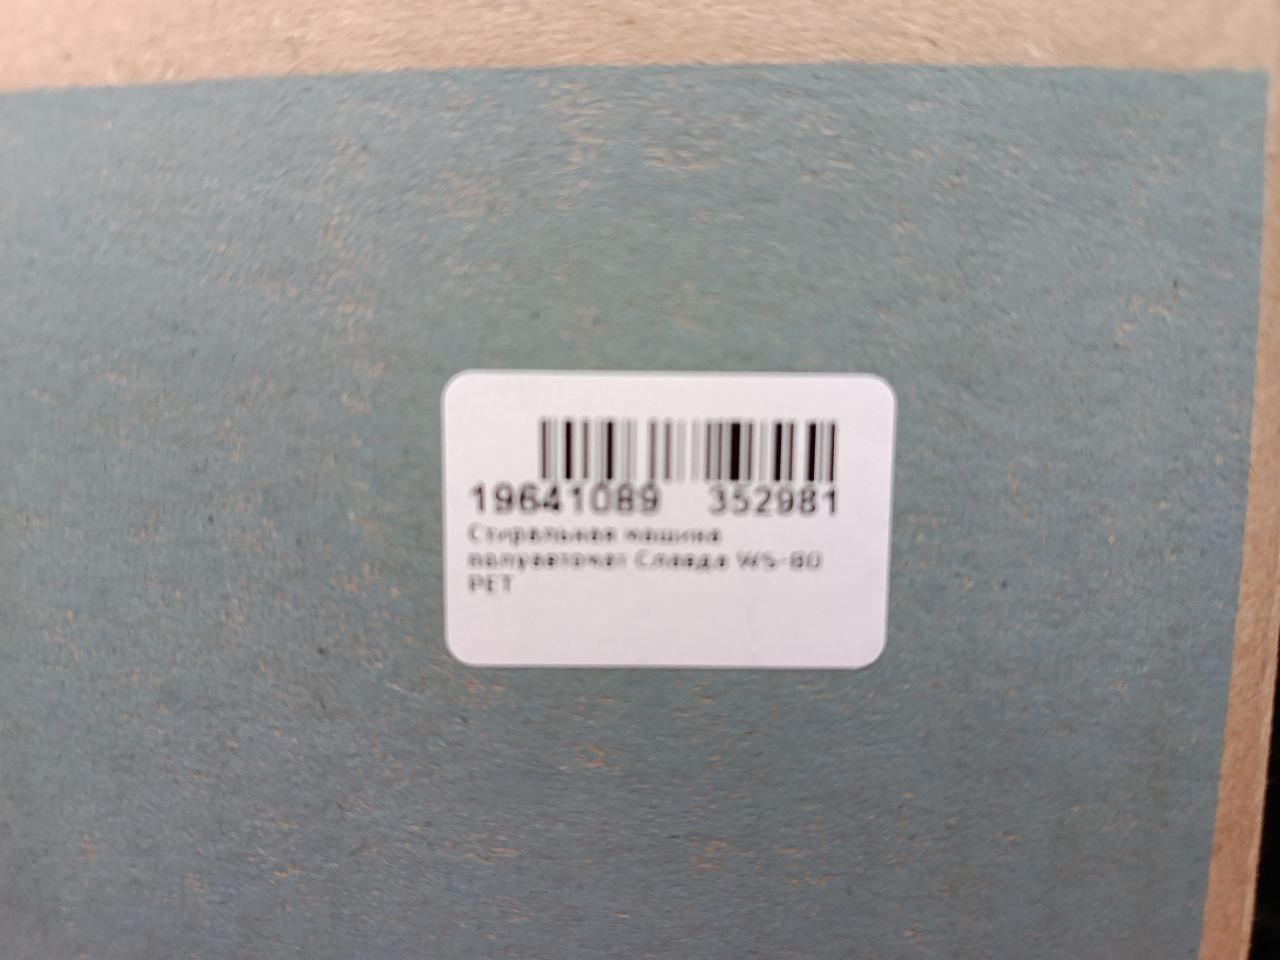 19641089 352981
Стиральная машина
полуавтомат Славда WS-80
PET